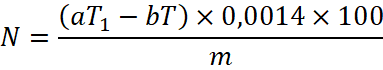 N = (aT₁ − bT) × 0,0014 × 100 / m